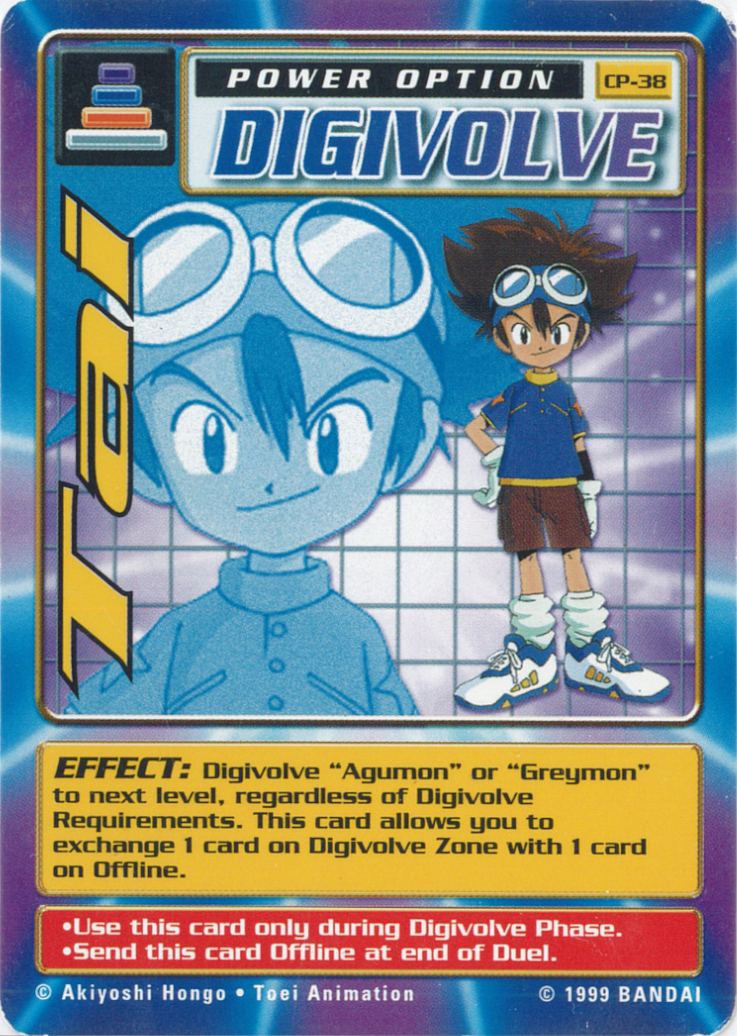 POWER OPTION
CP-38
DIGIVOLVE
Tai
EFFECT: Digivolve “Agumon” or “Greymon”
to next level, regardless of Digivolve
Requirements. This card allows you to
exchange 1 card on Digivolve Zone with 1 card
on Offline.
•Use this card only during Digivolve Phase.
•Send this card Offline at end of Duel.
© Akiyoshi Hongo • Toei Animation
© 1999 BANDAI